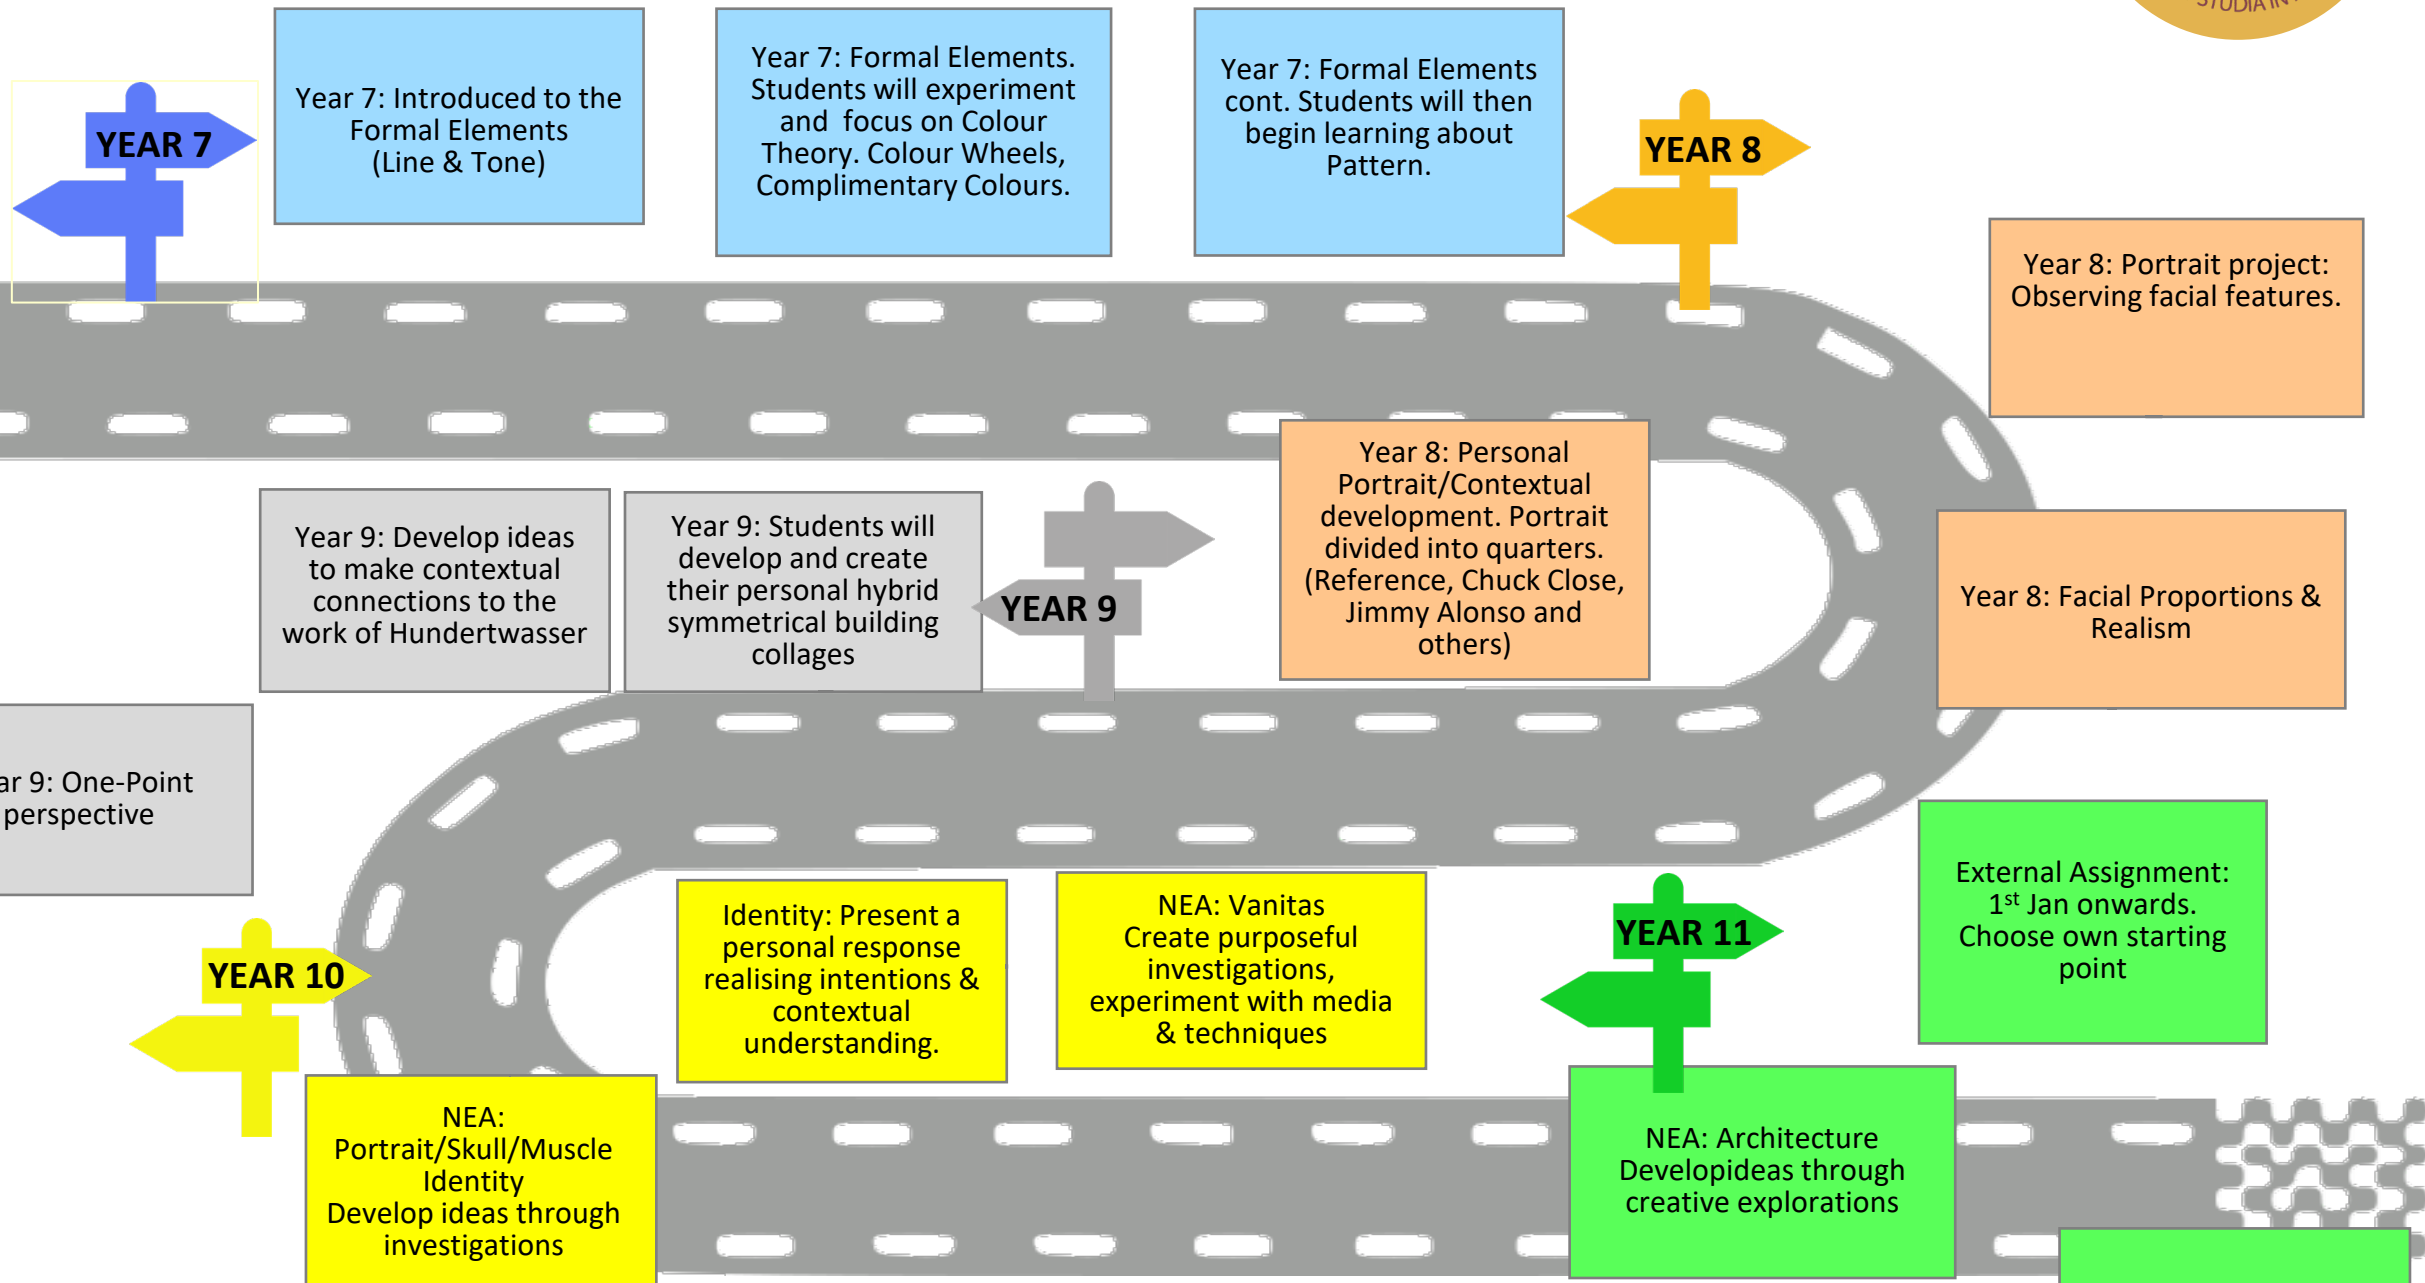 STUDIA IN
YEAR 7
Year 7: Introduced to the
Formal Elements
(Line & Tone)
Year 7: Formal Elements.
Students will experiment
and focus on Colour
Theory. Colour Wheels,
Complimentary Colours.
Year 7: Formal Elements
cont. Students will then
begin learning about
Pattern.
YEAR 8
Year 8: Portrait project:
Observing facial features.
Year 8: Facial Proportions &
Realism
Year 8: Personal
Portrait/Contextual
development. Portrait
divided into quarters.
(Reference, Chuck Close,
Jimmy Alonso and
others)
YEAR 9
Year 9: Students will
develop and create
their personal hybrid
symmetrical building
collages
Year 9: Develop ideas
to make contextual
connections to the
work of Hundertwasser
ar 9: One-Point
perspective
YEAR 10
NEA:
Portrait/Skull/Muscle
Identity
Develop ideas through
investigations
Identity: Present a
personal response
realising intentions &
contextual
understanding.
NEA: Vanitas
Create purposeful
investigations,
experiment with media
& techniques
YEAR 11
NEA: Architecture
Developideas through
creative explorations
External Assignment:
1st Jan onwards.
Choose own starting
point